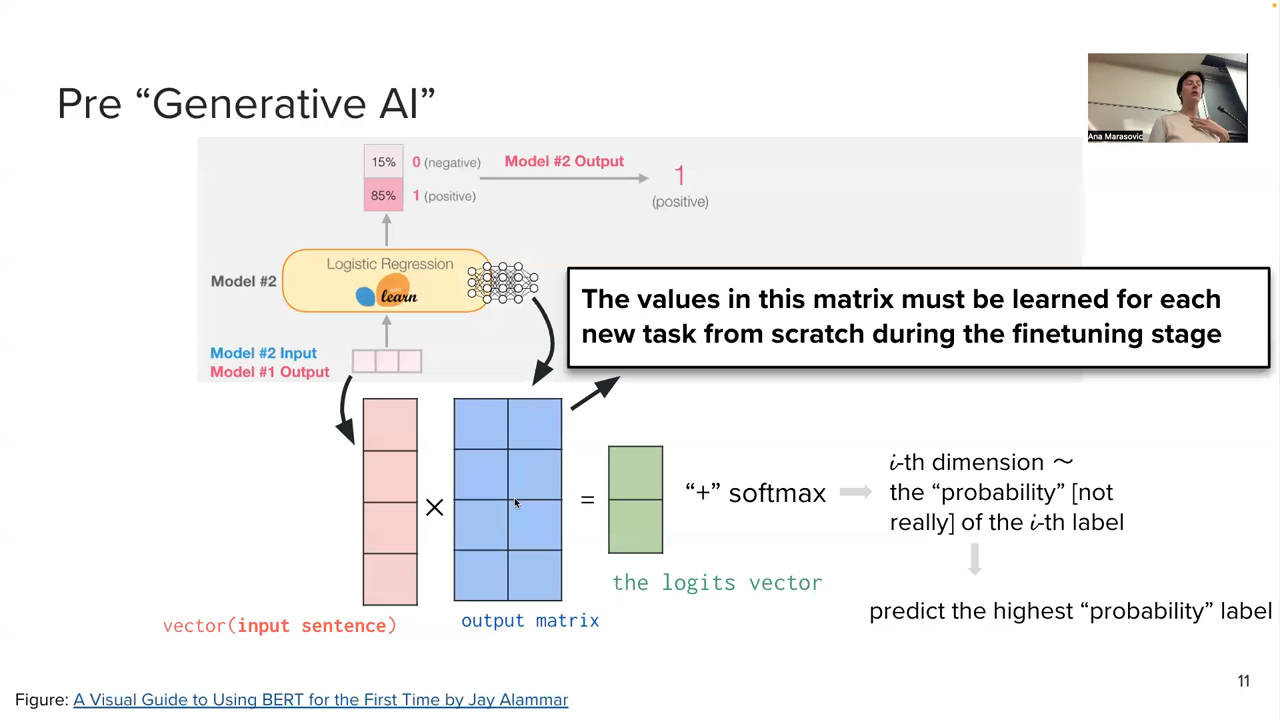 Pre “Generative AI”
Ana Marasovic
15%
0 (negative)
Model #2 Output
1
(positive)
85%
1 (positive)
Logistic Regression
learn
Model #2
Model #2 Input
Model #1 Output
The values in this matrix must be learned for each
new task from scratch during the finetuning stage
×
=
“+” softmax
i-th dimension ~
the “probability” [not
really] of the i-th label
the logits vector
vector(input sentence)
output matrix
predict the highest “probability” label
11
Figure: A Visual Guide to Using BERT for the First Time by Jay Alammar